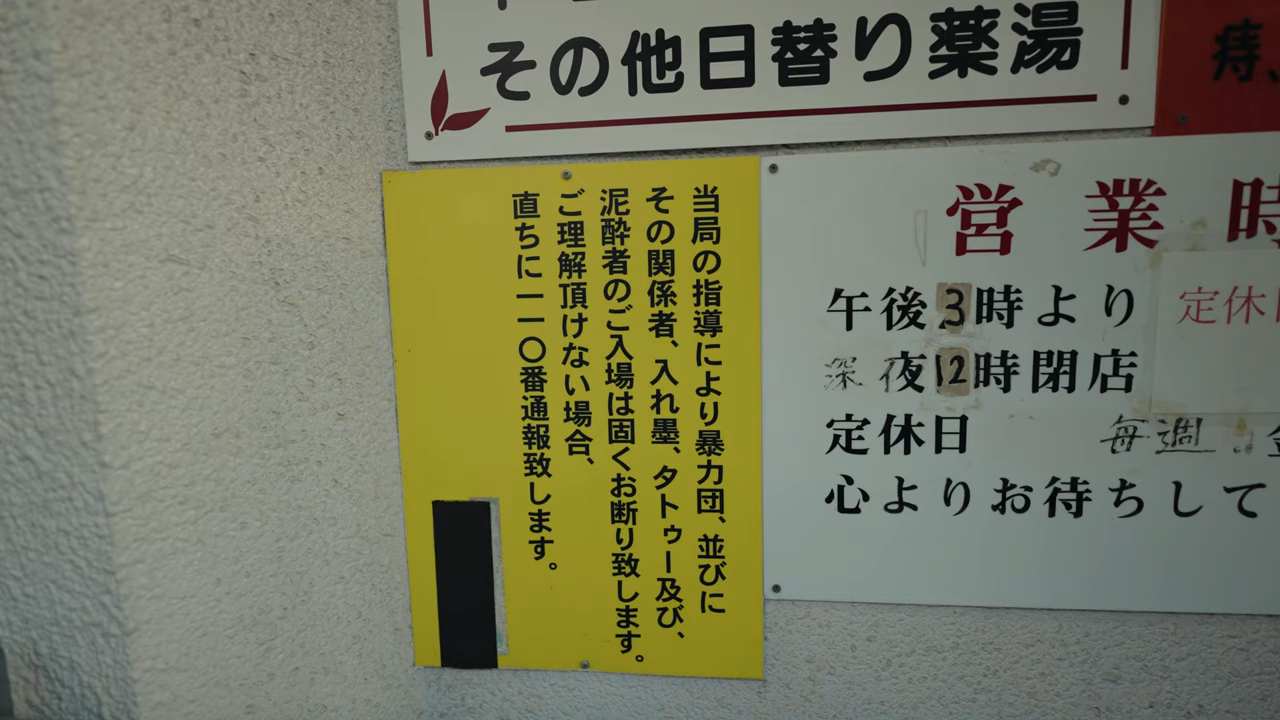 その他日替り薬湯
痔
当局の指導により暴力団、並びに
その関係者、入れ墨、タトゥー及び、
泥酔者のご入場は固くお断り致します。
ご理解頂けない場合、
直ちに一一〇番通報致します。
営業時
午後3時より
深夜12時閉店
定休日 毎週
心よりお待ちして
定休日